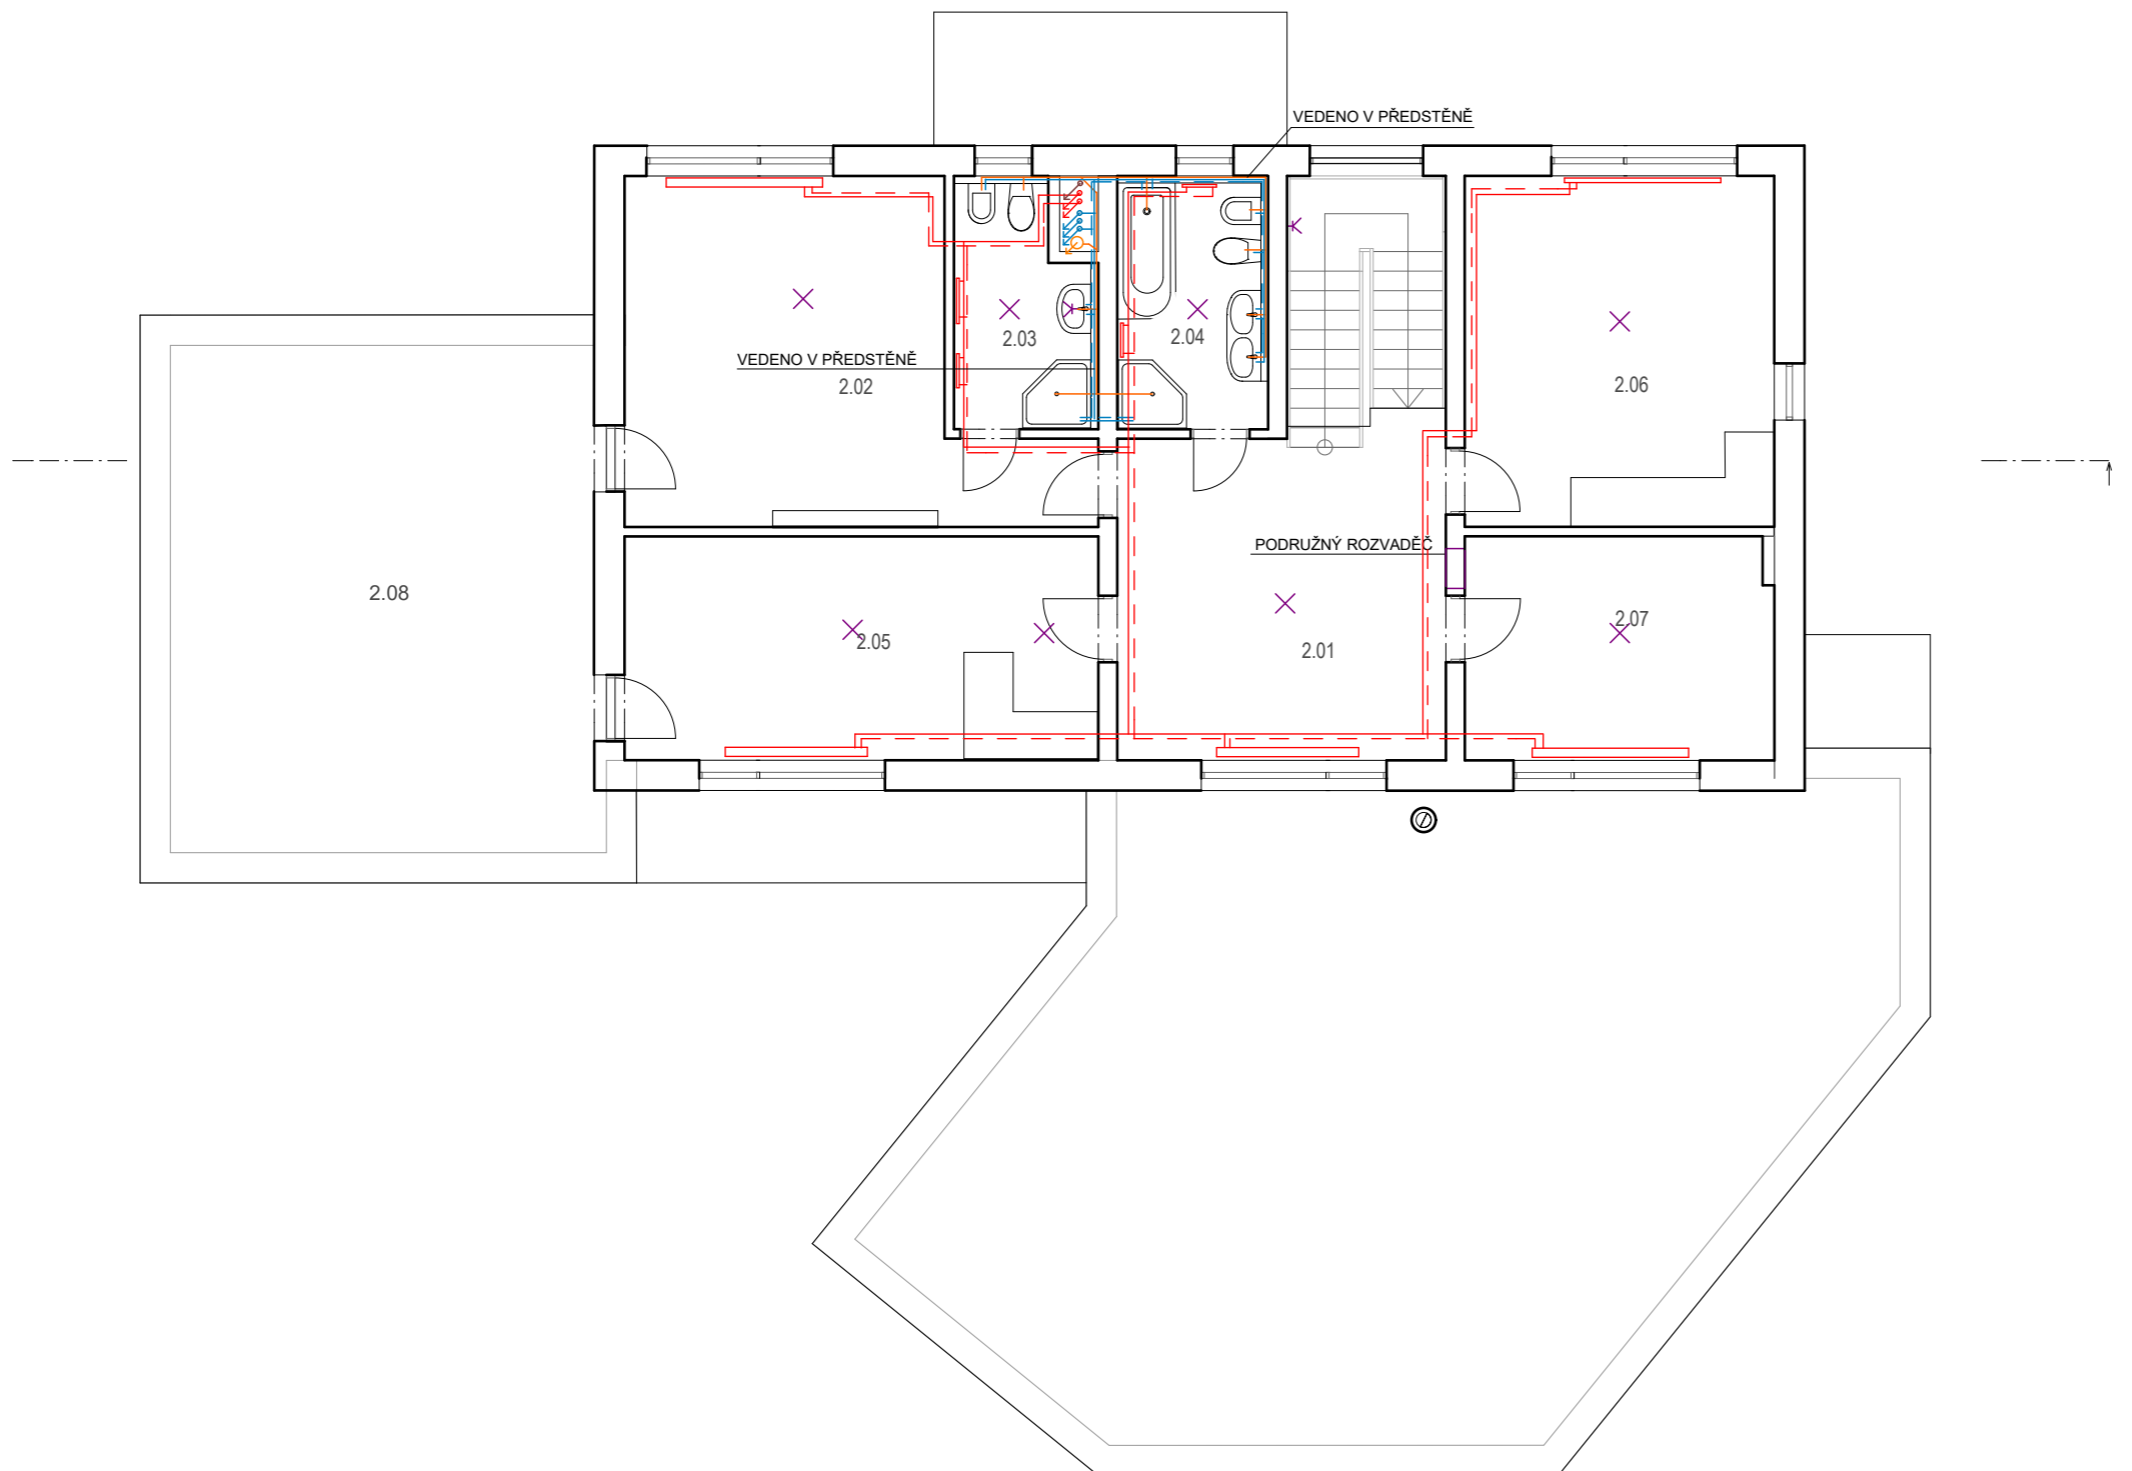 VEDENO V PŘEDSTĚNĚ
2.03
2.04
VEDENO V PŘEDSTĚNĚ
2.02
2.06
PODRUŽNÝ ROZVADĚČ
2.08
2.07
2.05
2.01